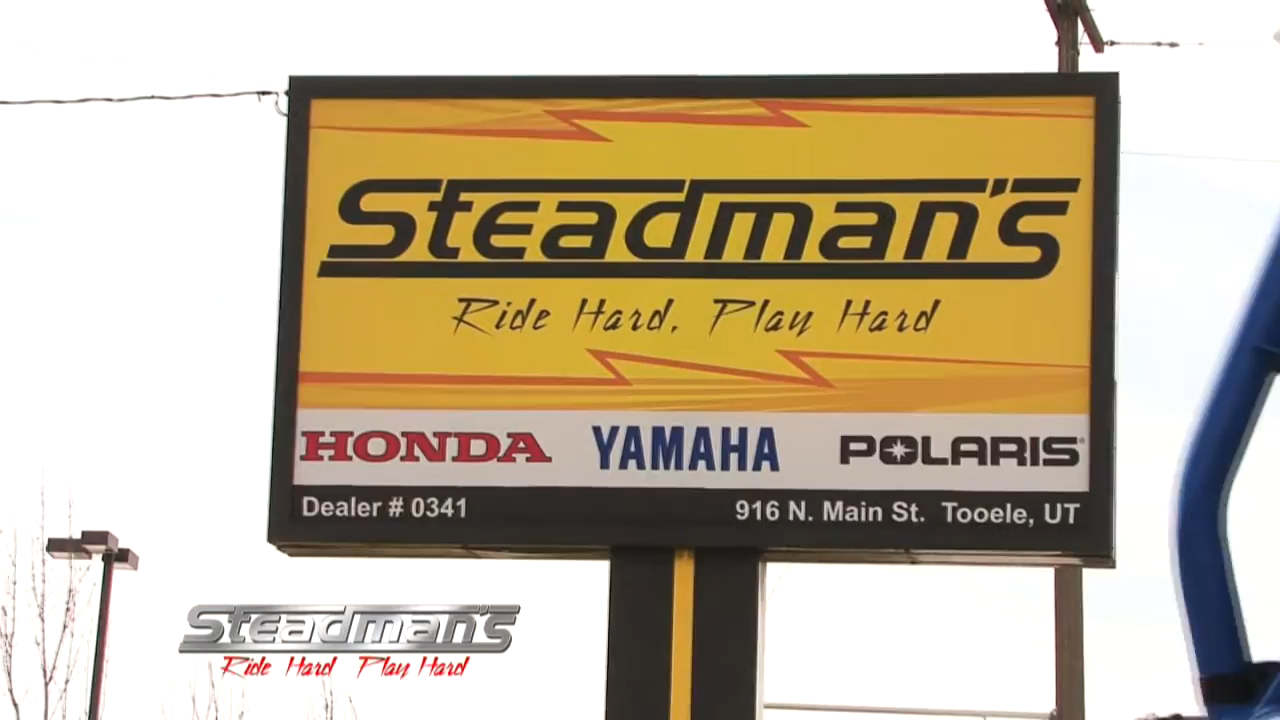 Steadman's
Ride Hard, Play Hard
HONDA YAMAHA POLARIS
Dealer # 0341 916 N. Main St. Tooele, UT
Steadman's
Ride Hard Play Hard